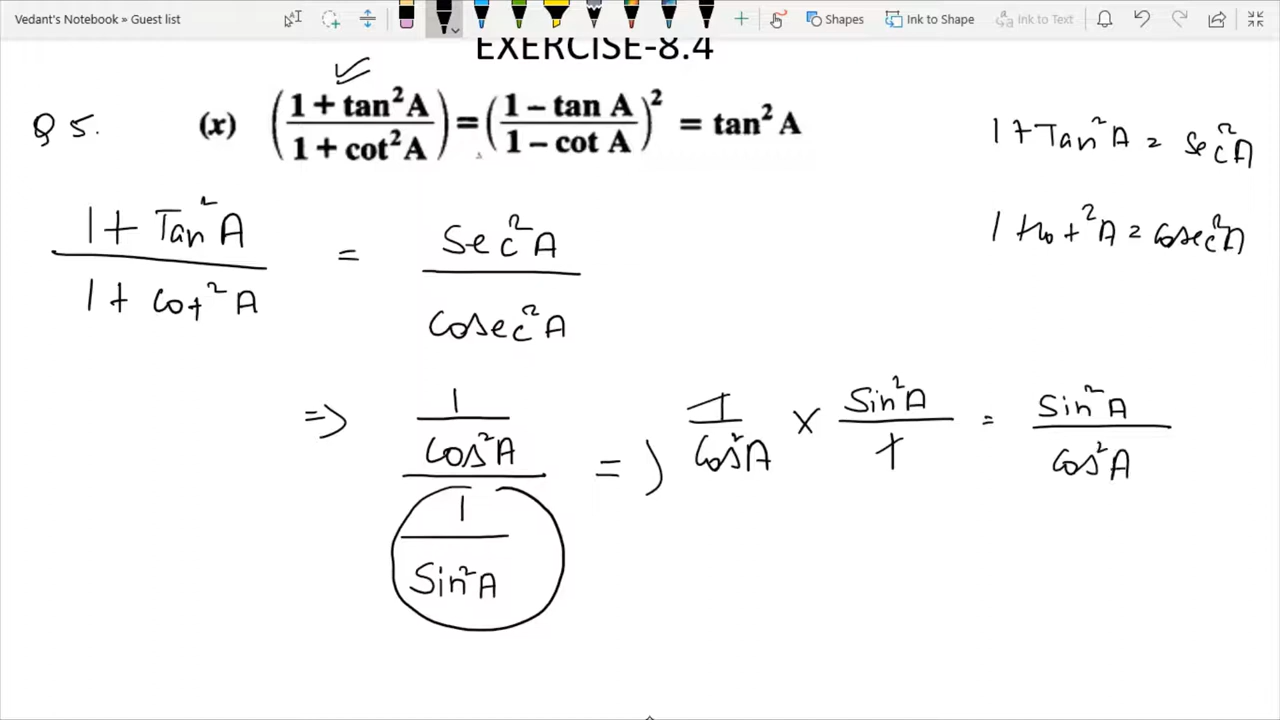 Vedant's Notebook » Guest list
Shapes
Ink to Shape
Ink to Text
EXERCISE-8.4
Q 5. (x) ((1 + tan²A)/(1 + cot²A)) = ((1 - tan A)/(1 - cot A))² = tan² A
1 + Tan²A = Sec²A
1 + cot²A = Cosec²A
(1 + Tan²A)/(1 + Cot²A) = Sec²A/Cosec²A
=> (1/Cos²A)/(1/Sin²A) => 1/Cos²A × Sin²A/1 = Sin²A/Cos²A